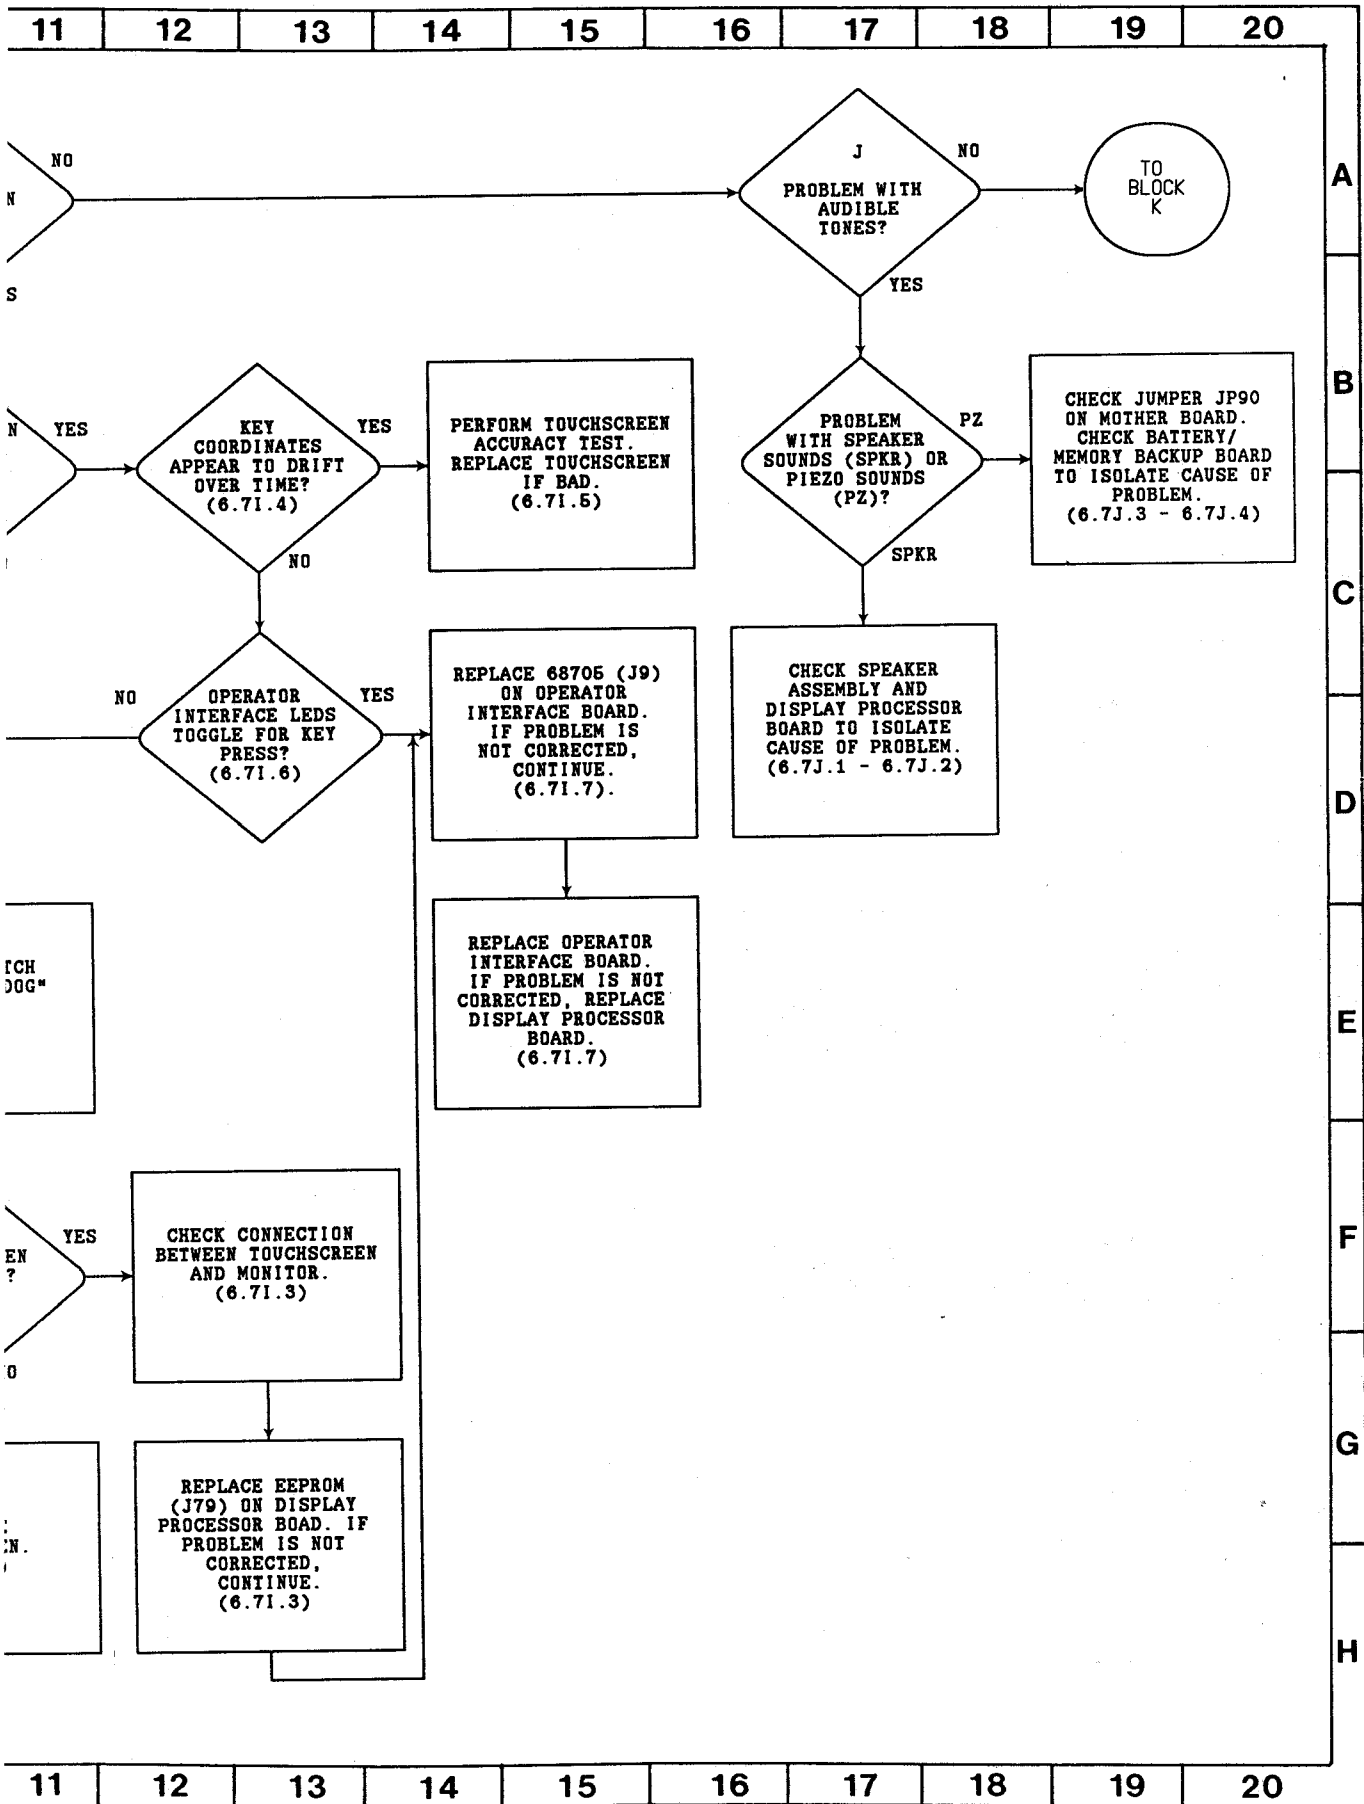 11 12 13 14 15 16 17 18 19 20
A
B
C
D
E
F
G
H
NO
N
S
J
PROBLEM WITH
AUDIBLE
TONES?
NO
YES
TO
BLOCK
K
N
YES
KEY
COORDINATES
APPEAR TO DRIFT
OVER TIME?
(6.7I.4)
YES
NO
PERFORM TOUCHSCREEN
ACCURACY TEST.
REPLACE TOUCHSCREEN
IF BAD.
(6.7I.5)
PROBLEM
WITH SPEAKER
SOUNDS (SPKR) OR
PIEZO SOUNDS
(PZ)?
PZ
SPKR
CHECK JUMPER JP90
ON MOTHER BOARD.
CHECK BATTERY/
MEMORY BACKUP BOARD
TO ISOLATE CAUSE OF
PROBLEM.
(6.7J.3 - 6.7J.4)
NO
OPERATOR
INTERFACE LEDS
TOGGLE FOR KEY
PRESS?
(6.7I.6)
YES
REPLACE 68705 (J9)
ON OPERATOR
INTERFACE BOARD.
IF PROBLEM IS
NOT CORRECTED,
CONTINUE.
(6.7I.7).
CHECK SPEAKER
ASSEMBLY AND
DISPLAY PROCESSOR
BOARD TO ISOLATE
CAUSE OF PROBLEM.
(6.7J.1 - 6.7J.2)
TCH
DOG"
REPLACE OPERATOR
INTERFACE BOARD.
IF PROBLEM IS NOT
CORRECTED, REPLACE
DISPLAY PROCESSOR
BOARD.
(6.7I.7)
EN
?
YES
O
CHECK CONNECTION
BETWEEN TOUCHSCREEN
AND MONITOR.
(6.7I.3)
N.
REPLACE EEPROM
(J79) ON DISPLAY
PROCESSOR BOAD. IF
PROBLEM IS NOT
CORRECTED,
CONTINUE.
(6.7I.3)
11 12 13 14 15 16 17 18 19 20